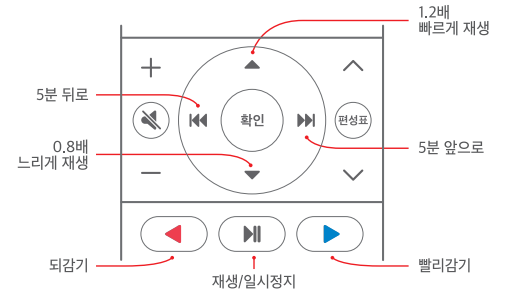 1.2배
빠르게 재생
5분 뒤로
확인
편성표
0.8배
느리게 재생
5분 앞으로
되감기
재생/일시정지
빨리감기